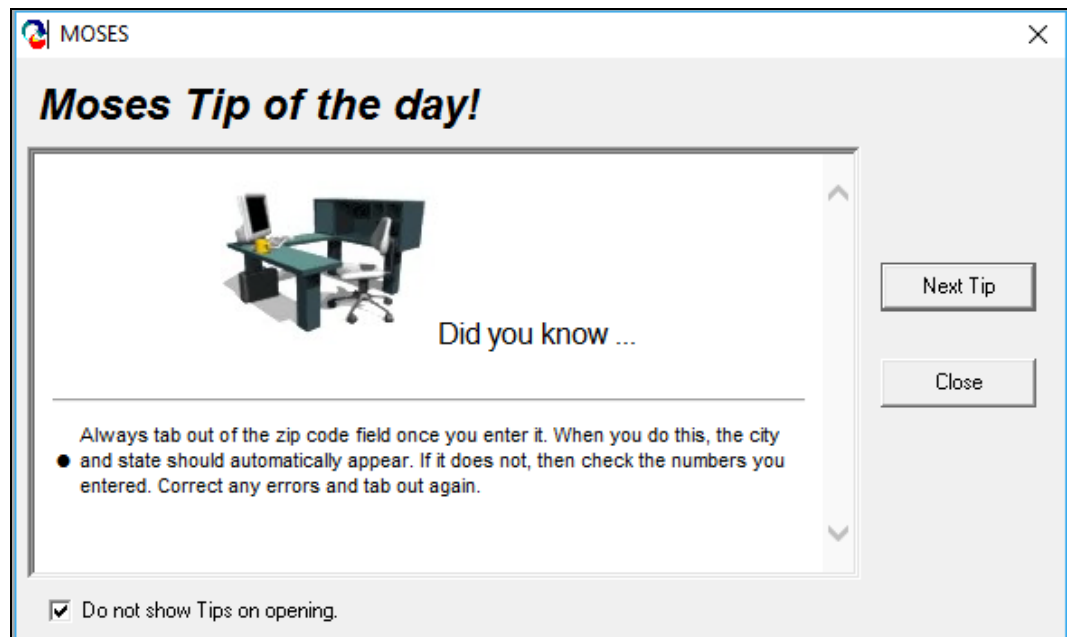 MOSES
Moses Tip of the day!
Did you know ...
Always tab out of the zip code field once you enter it. When you do this, the city
and state should automatically appear. If it does not, then check the numbers you
entered. Correct any errors and tab out again.
Next Tip
Close
Do not show Tips on opening.